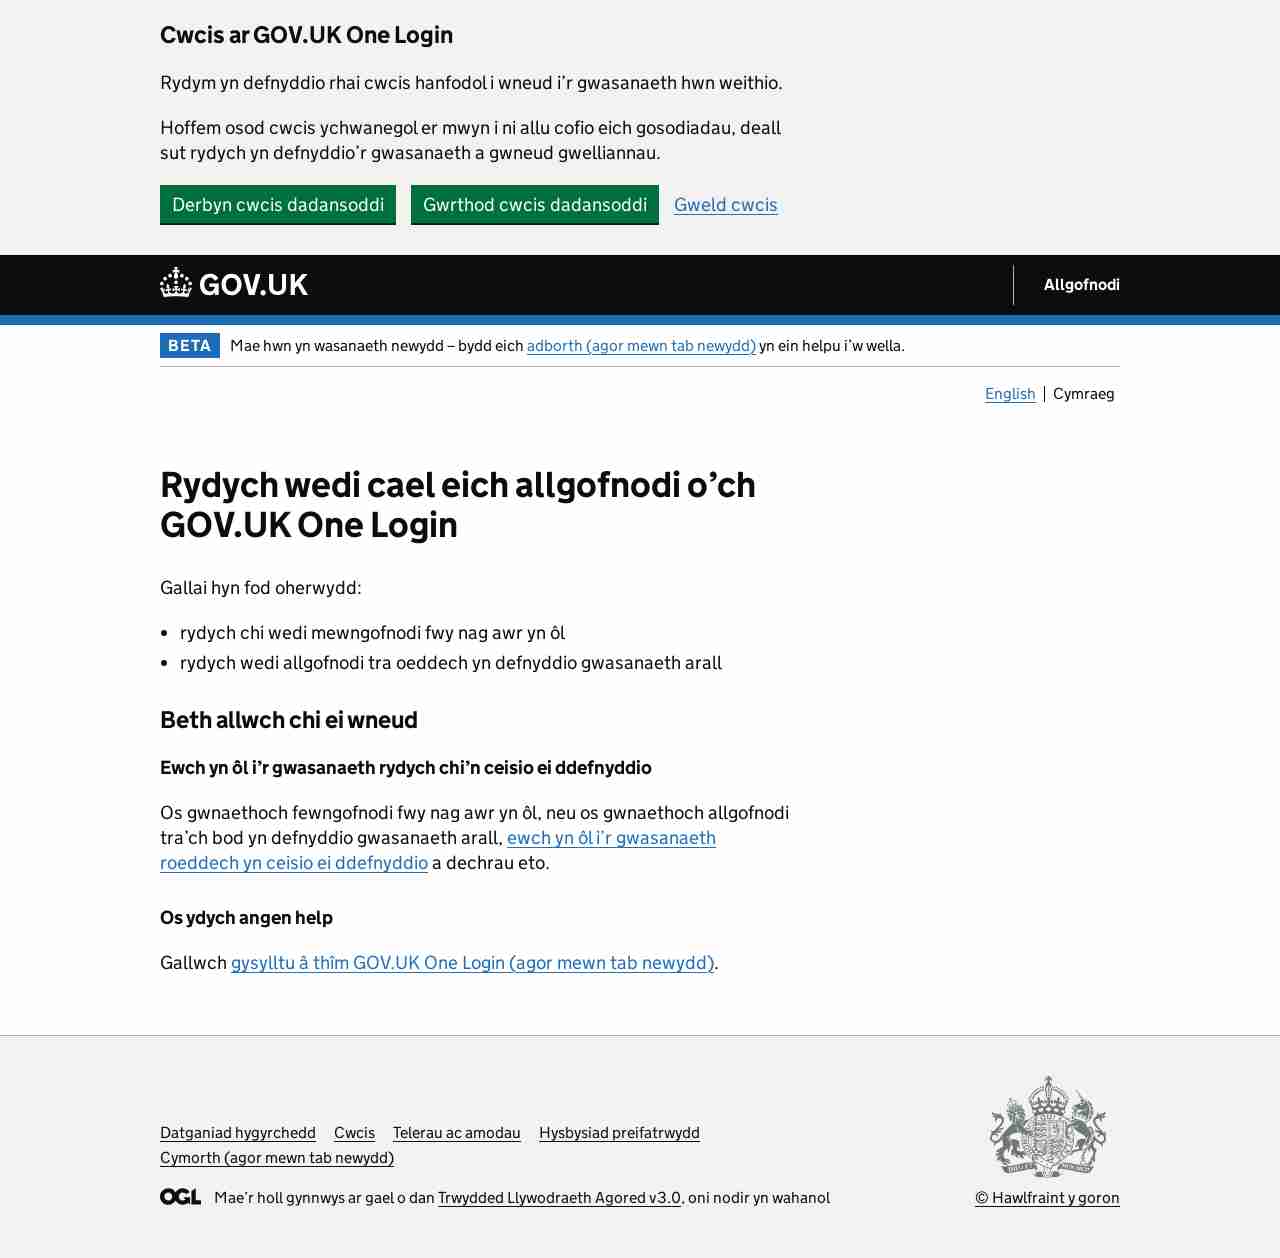 Cwcis ar GOV.UK One Login
Rydym yn defnyddio rhai cwcis hanfodol i wneud i’r gwasanaeth hwn weithio.
Hoffem osod cwcis ychwanegol er mwyn i ni allu cofio eich gosodiadau, deall
sut rydych yn defnyddio’r gwasanaeth a gwneud gwelliannau.
Derbyn cwcis dadansoddi Gwrthod cwcis dadansoddi Gweld cwcis
GOV.UK Allgofnodi
BETA Mae hwn yn wasanaeth newydd – bydd eich adborth (agor mewn tab newydd) yn ein helpu i’w wella.
English Cymraeg
Rydych wedi cael eich allgofnodi o’ch
GOV.UK One Login
Gallai hyn fod oherwydd:
• rydych chi wedi mewngofnodi fwy nag awr yn ôl
• rydych wedi allgofnodi tra oeddech yn defnyddio gwasanaeth arall
Beth allwch chi ei wneud
Ewch yn ôl i’r gwasanaeth rydych chi’n ceisio ei ddefnyddio
Os gwnaethoch fewngofnodi fwy nag awr yn ôl, neu os gwnaethoch allgofnodi
tra’ch bod yn defnyddio gwasanaeth arall, ewch yn ôl i’r gwasanaeth
roeddech yn ceisio ei ddefnyddio a dechrau eto.
Os ydych angen help
Gallwch gysylltu â thîm GOV.UK One Login (agor mewn tab newydd).
Datganiad hygyrchedd Cwcis Telerau ac amodau Hysbysiad preifatrwydd
Cymorth (agor mewn tab newydd)
OGL Mae’r holl gynnwys ar gael o dan Trwydded Llywodraeth Agored v3.0, oni nodir yn wahanol
© Hawlfraint y goron